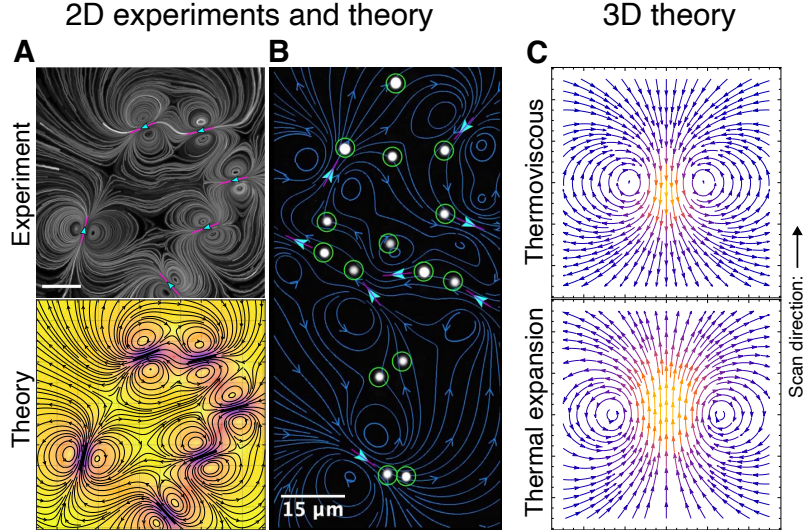 2D experiments and theory
3D theory
A
B
C
Experiment
Theory
15 µm
Thermoviscous
Thermal expansion
Scan direction: